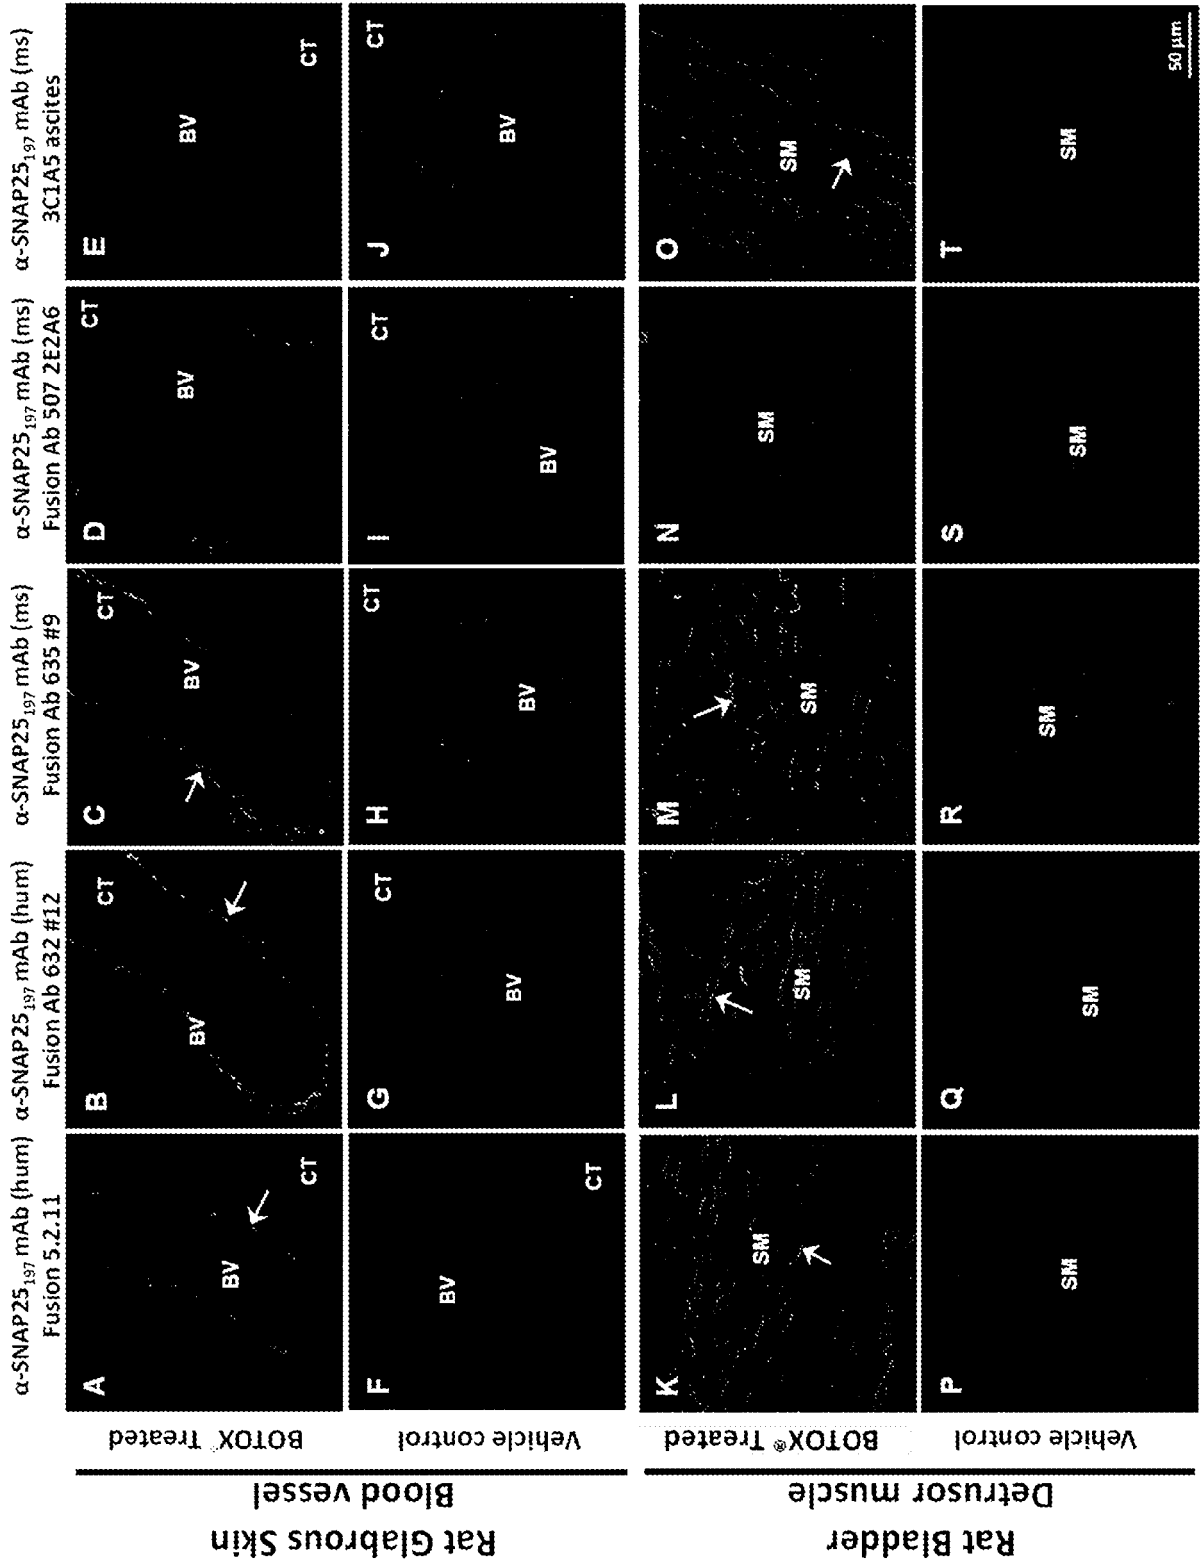 α-SNAP25₁₉₇ mAb (hum)
Fusion 5.2.11
α-SNAP25₁₉₇ mAb (hum)
Fusion Ab 632 #12
α-SNAP25₁₉₇ mAb (ms)
Fusion Ab 635 #9
α-SNAP25₁₉₇ mAb (ms)
Fusion Ab 507 2E2A6
α-SNAP25₁₉₇ mAb (ms)
3C1A5 ascites
Rat Glabrous Skin
Blood vessel
BOTOX® Treated
A
BV
CT
B
BV
CT
C
BV
CT
D
BV
CT
E
BV
CT
Vehicle control
F
BV
CT
G
BV
CT
H
BV
CT
I
BV
CT
J
BV
CT
Rat Bladder
Detrusor muscle
BOTOX® Treated
K
SM
L
SM
M
SM
N
SM
O
SM
Vehicle control
P
SM
Q
SM
R
SM
S
SM
T
SM
50 µm